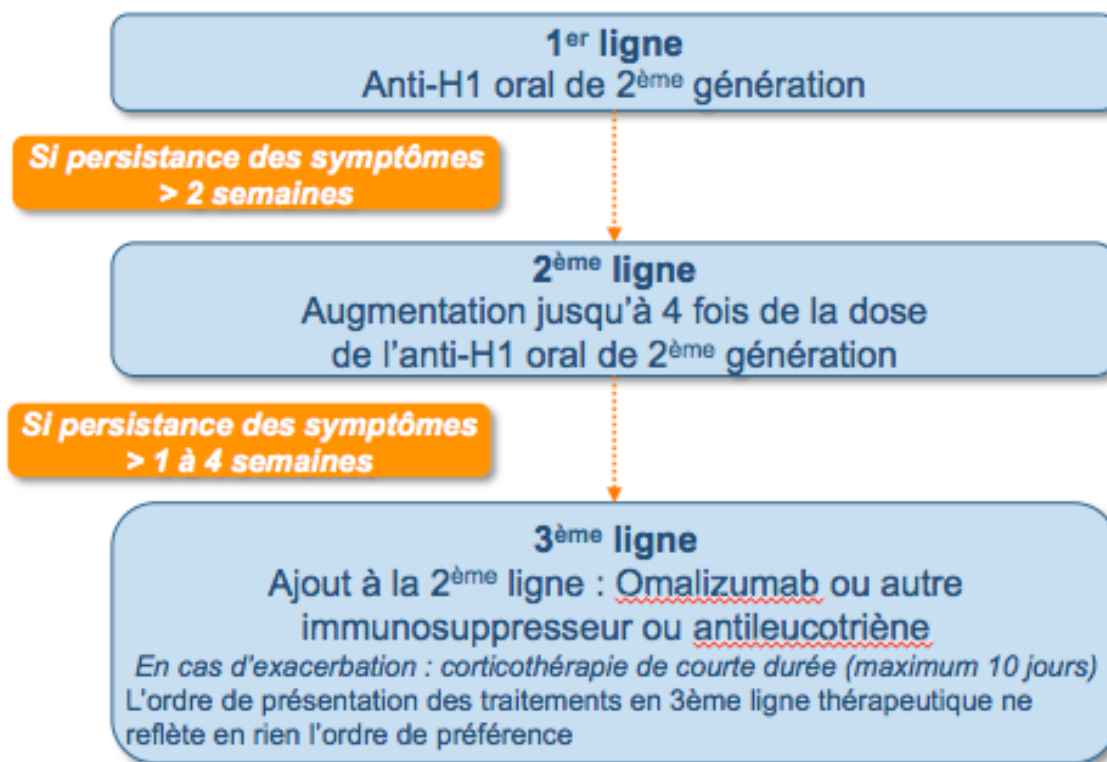 1er ligne
Anti-H1 oral de 2ème génération
Si persistance des symptômes
> 2 semaines
2ème ligne
Augmentation jusqu'à 4 fois de la dose
de l'anti-H1 oral de 2ème génération
Si persistance des symptômes
> 1 à 4 semaines
3ème ligne
Ajout à la 2ème ligne : Omalizumab ou autre
immunosuppresseur ou antileucotriène
En cas d'exacerbation : corticothérapie de courte durée (maximum 10 jours)
L'ordre de présentation des traitements en 3ème ligne thérapeutique ne
reflète en rien l'ordre de préférence